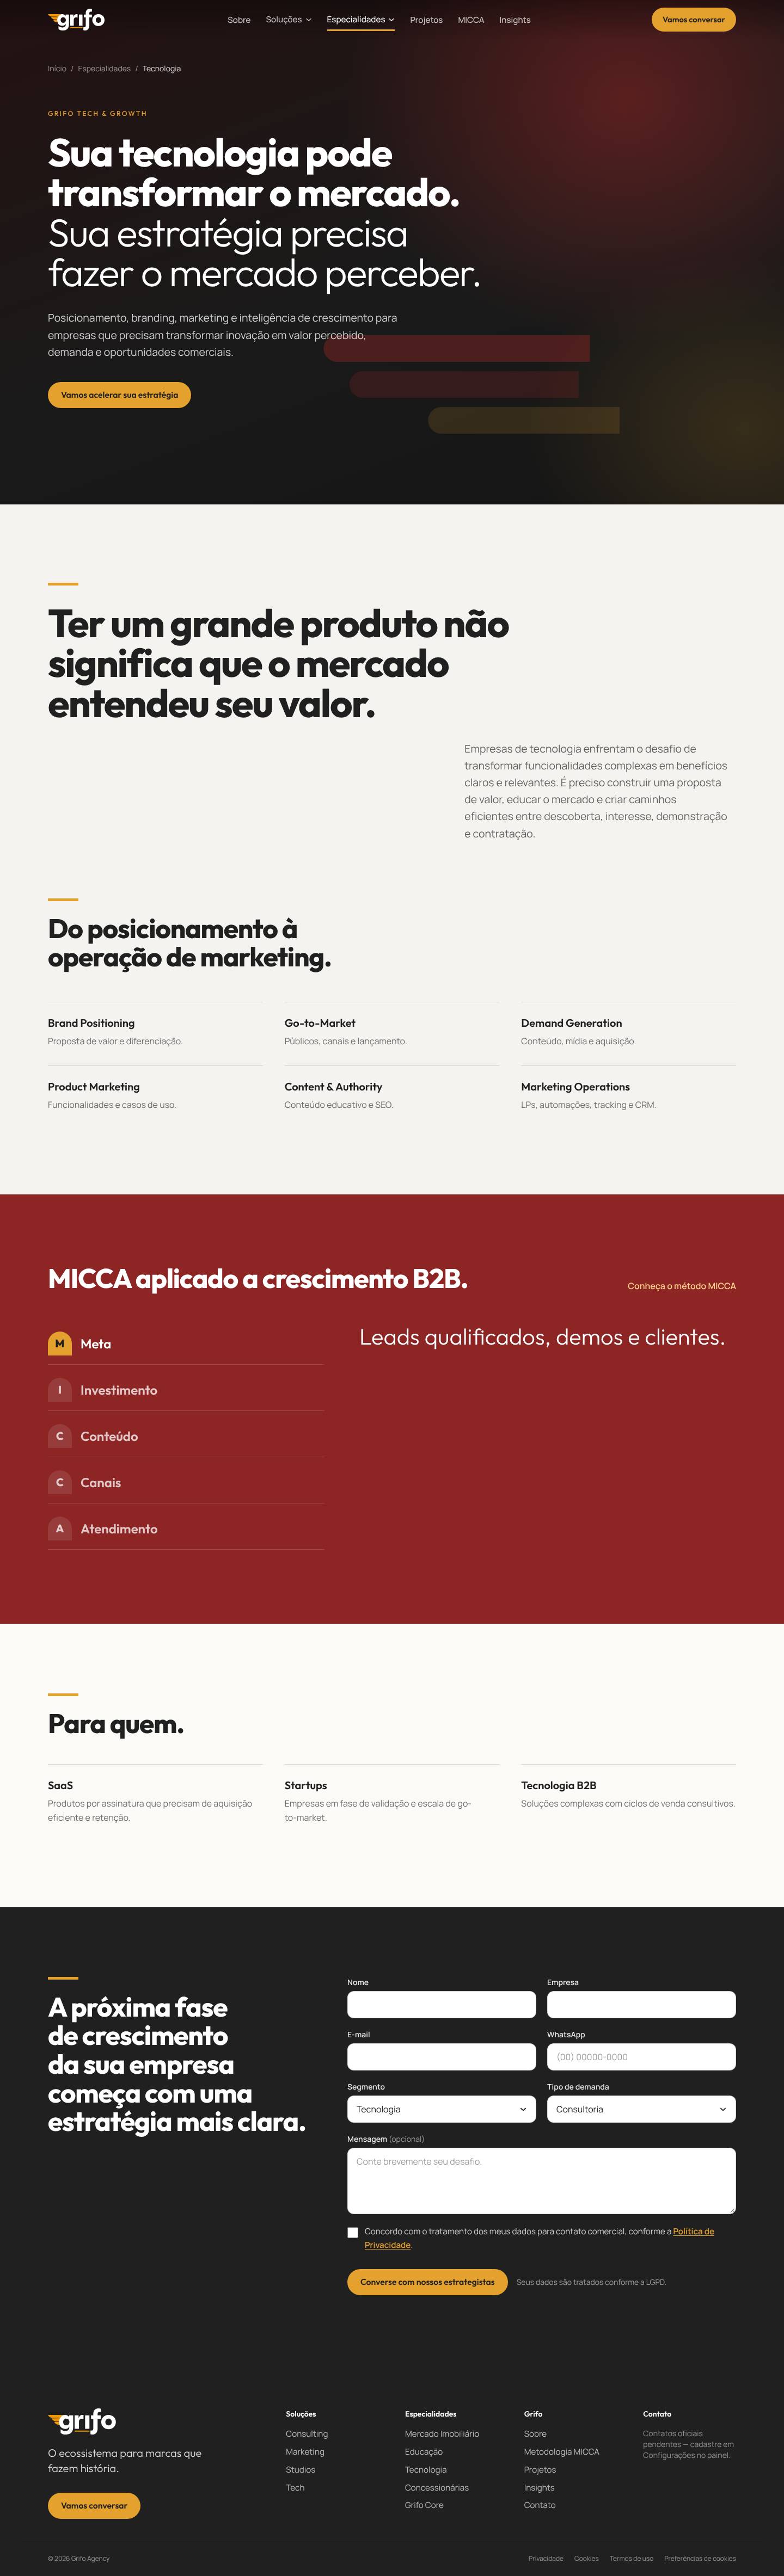 grifo
Sobre
Soluções
Especialidades
Projetos
MICCA
Insights
Vamos conversar
Início / Especialidades / Tecnologia
GRIFO TECH & GROWTH
Sua tecnologia pode
transformar o mercado.
Sua estratégia precisa
fazer o mercado perceber.
Posicionamento, branding, marketing e inteligência de crescimento para
empresas que precisam transformar inovação em valor percebido,
demanda e oportunidades comerciais.
Vamos acelerar sua estratégia
Ter um grande produto não
significa que o mercado
entendeu seu valor.
Empresas de tecnologia enfrentam o desafio de
transformar funcionalidades complexas em benefícios
claros e relevantes. É preciso construir uma proposta
de valor, educar o mercado e criar caminhos
eficientes entre descoberta, interesse, demonstração
e contratação.
Do posicionamento à
operação de marketing.
Brand Positioning
Proposta de valor e diferenciação.
Go-to-Market
Públicos, canais e lançamento.
Demand Generation
Conteúdo, mídia e aquisição.
Product Marketing
Funcionalidades e casos de uso.
Content & Authority
Conteúdo educativo e SEO.
Marketing Operations
LPs, automações, tracking e CRM.
MICCA aplicado a crescimento B2B.
Conheça o método MICCA
M Meta
I Investimento
C Conteúdo
C Canais
A Atendimento
Leads qualificados, demos e clientes.
Para quem.
SaaS
Produtos por assinatura que precisam de aquisição
eficiente e retenção.
Startups
Empresas em fase de validação e escala de go-
to-market.
Tecnologia B2B
Soluções complexas com ciclos de venda consultivos.
A próxima fase
de crescimento
da sua empresa
começa com uma
estratégia mais clara.
Nome
Empresa
E-mail
WhatsApp
(00) 00000-0000
Segmento
Tecnologia
Tipo de demanda
Consultoria
Mensagem (opcional)
Conte brevemente seu desafio.
Concordo com o tratamento dos meus dados para contato comercial, conforme a Política de
Privacidade.
Converse com nossos estrategistas
Seus dados são tratados conforme a LGPD.
grifo
O ecossistema para marcas que
fazem história.
Vamos conversar
Soluções
Consulting
Marketing
Studios
Tech
Especialidades
Mercado Imobiliário
Educação
Tecnologia
Concessionárias
Grifo Core
Grifo
Sobre
Metodologia MICCA
Projetos
Insights
Contato
Contato
Contatos oficiais
pendentes — cadastre em
Configurações no painel.
© 2026 Grifo Agency
Privacidade
Cookies
Termos de uso
Preferências de cookies